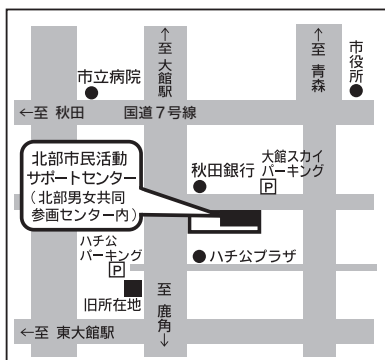 ↑至大館駅
↑至青森
市役所
市立病院
←至 秋田 国道7号線
北部市民活動
サポートセンター
（北部男女共同
参画センター内）
秋田銀行
大館スカイ
パーキング
P
ハチ公
パーキング
P
ハチ公プラザ
旧所在地
至鹿角↓
←至 東大館駅